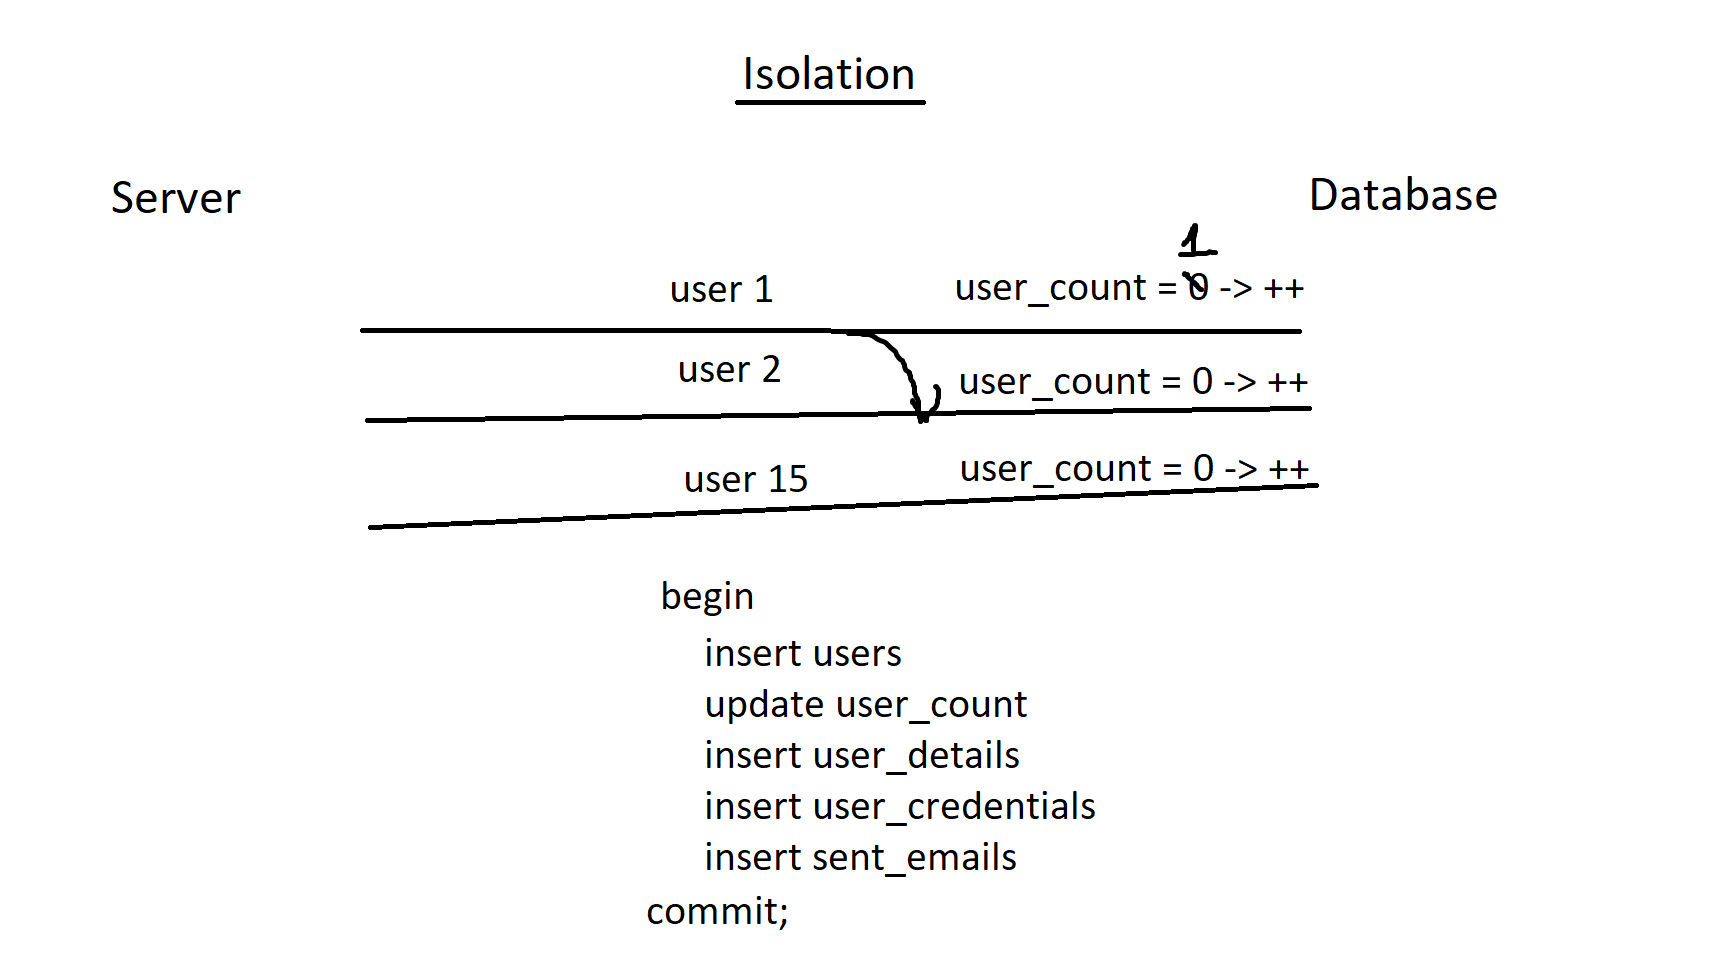 Isolation
Server
Database
1
user 1
user_count = 0 -> ++
user 2
user_count = 0 -> ++
user 15
user_count = 0 -> ++
begin
insert users
update user_count
insert user_details
insert user_credentials
insert sent_emails
commit;